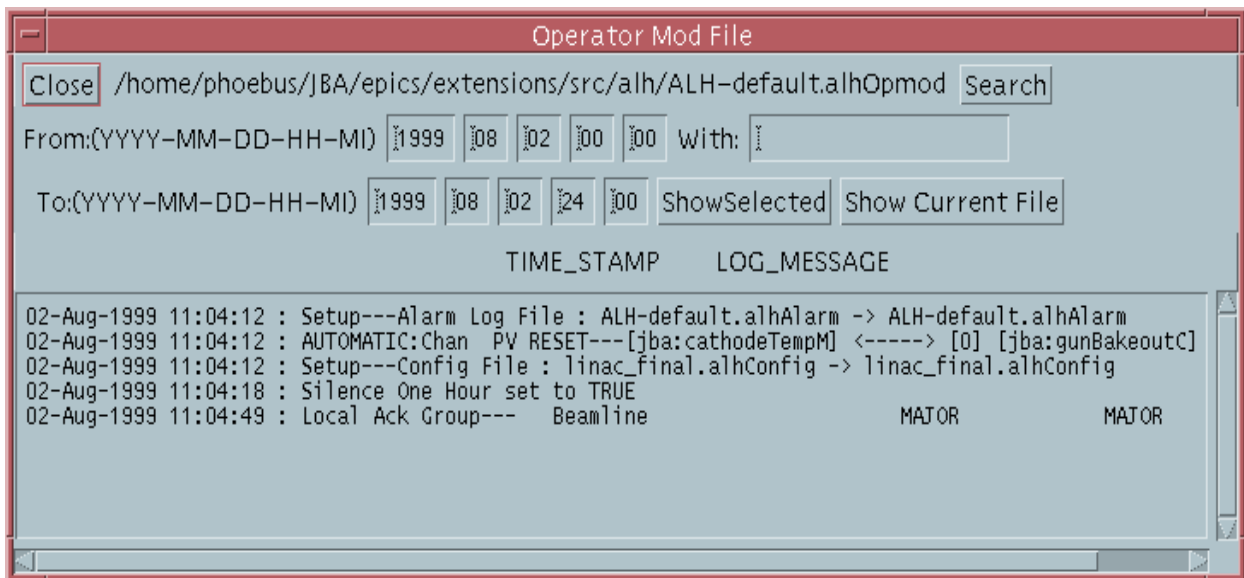 Operator Mod File
Close /home/phoebus/JBA/epics/extensions/src/alh/ALH-default.alhOpmod Search
From:(YYYY-MM-DD-HH-MI) 1999 08 02 00 00 With:
To:(YYYY-MM-DD-HH-MI) 1999 08 02 24 00 ShowSelected Show Current File
TIME_STAMP LOG_MESSAGE
02-Aug-1999 11:04:12 : Setup---Alarm Log File : ALH-default.alhAlarm -> ALH-default.alhAlarm
02-Aug-1999 11:04:12 : AUTOMATIC:Chan PV RESET---[jba:cathodeTempM] <-----> [0] [jba:gunBakeoutC]
02-Aug-1999 11:04:12 : Setup---Config File : linac_final.alhConfig -> linac_final.alhConfig
02-Aug-1999 11:04:18 : Silence One Hour set to TRUE
02-Aug-1999 11:04:49 : Local Ack Group--- Beamline MAJOR MAJOR